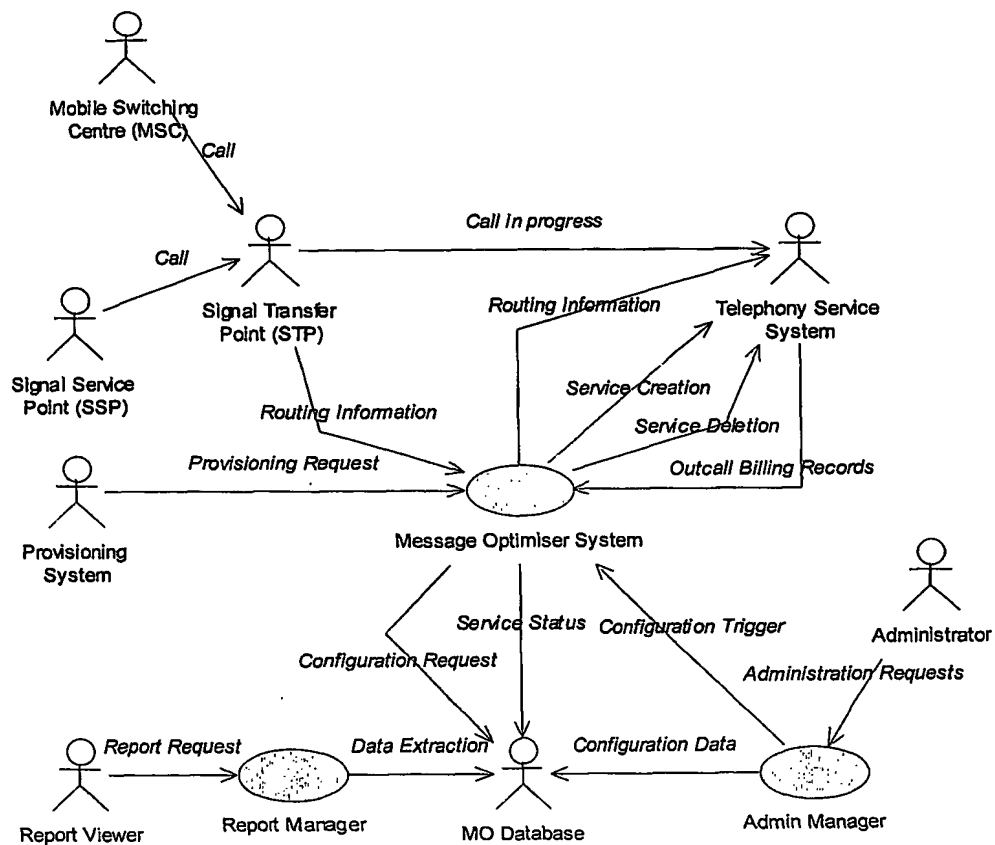 Mobile Switching
Centre (MSC)
Call
Call in progress
Call
Signal Transfer
Point (STP)
Routing Information
Telephony Service
System
Signal Service
Point (SSP)
Service Creation
Routing Information
Service Deletion
Provisioning Request
Outcall Billing Records
Provisioning
System
Message Optimiser System
Service Status
Configuration Trigger
Administrator
Configuration Request
Administration Requests
Report Request
Data Extraction
Configuration Data
Report Viewer
Report Manager
MO Database
Admin Manager